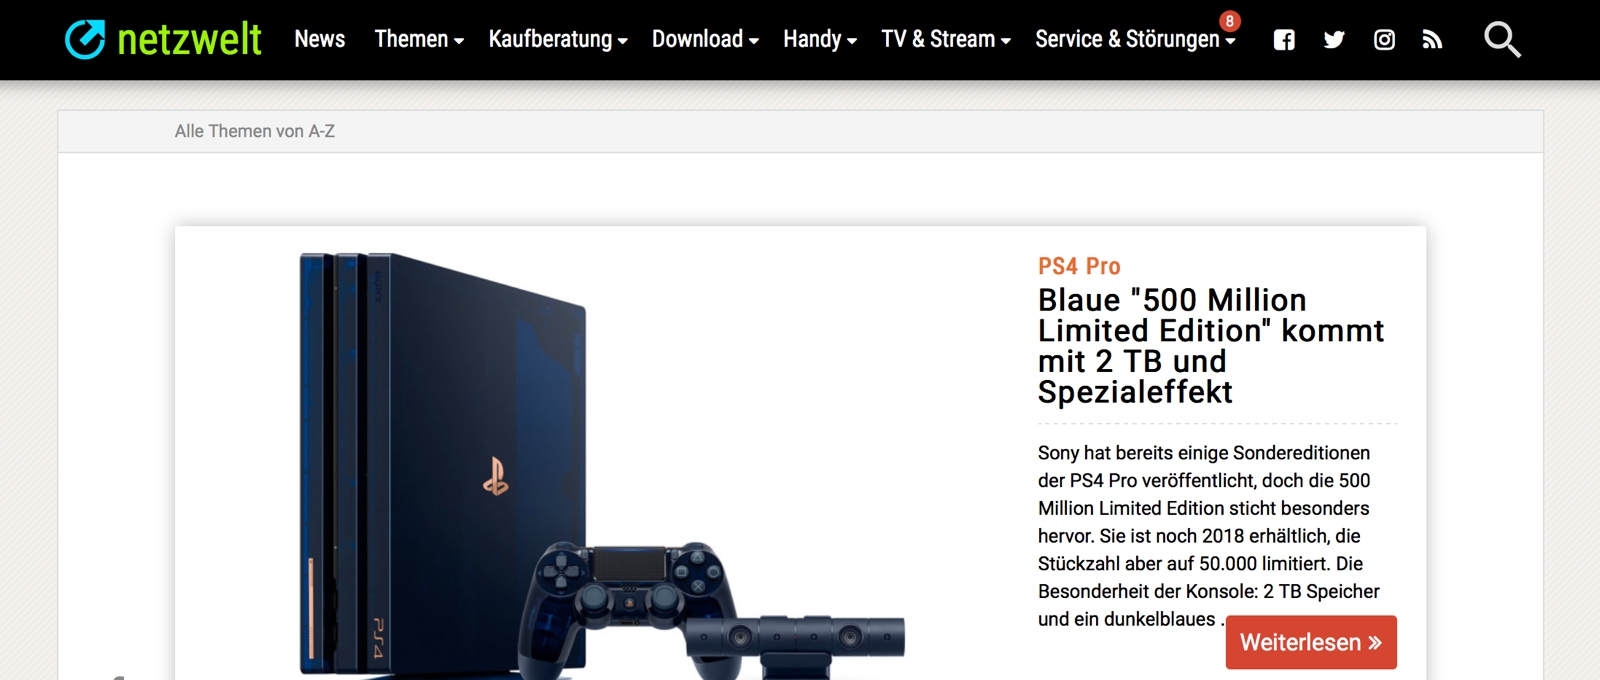 netzwelt News Themen Kaufberatung Download Handy TV & Stream Service & Störungen 8
Alle Themen von A-Z
PS4 Pro
Blaue "500 Million
Limited Edition" kommt
mit 2 TB und
Spezialeffekt
Sony hat bereits einige Sondereditionen
der PS4 Pro veröffentlicht, doch die 500
Million Limited Edition sticht besonders
hervor. Sie ist noch 2018 erhältlich, die
Stückzahl aber auf 50.000 limitiert. Die
Besonderheit der Konsole: 2 TB Speicher
und ein dunkelblaues .
Weiterlesen »
SONY
PS4